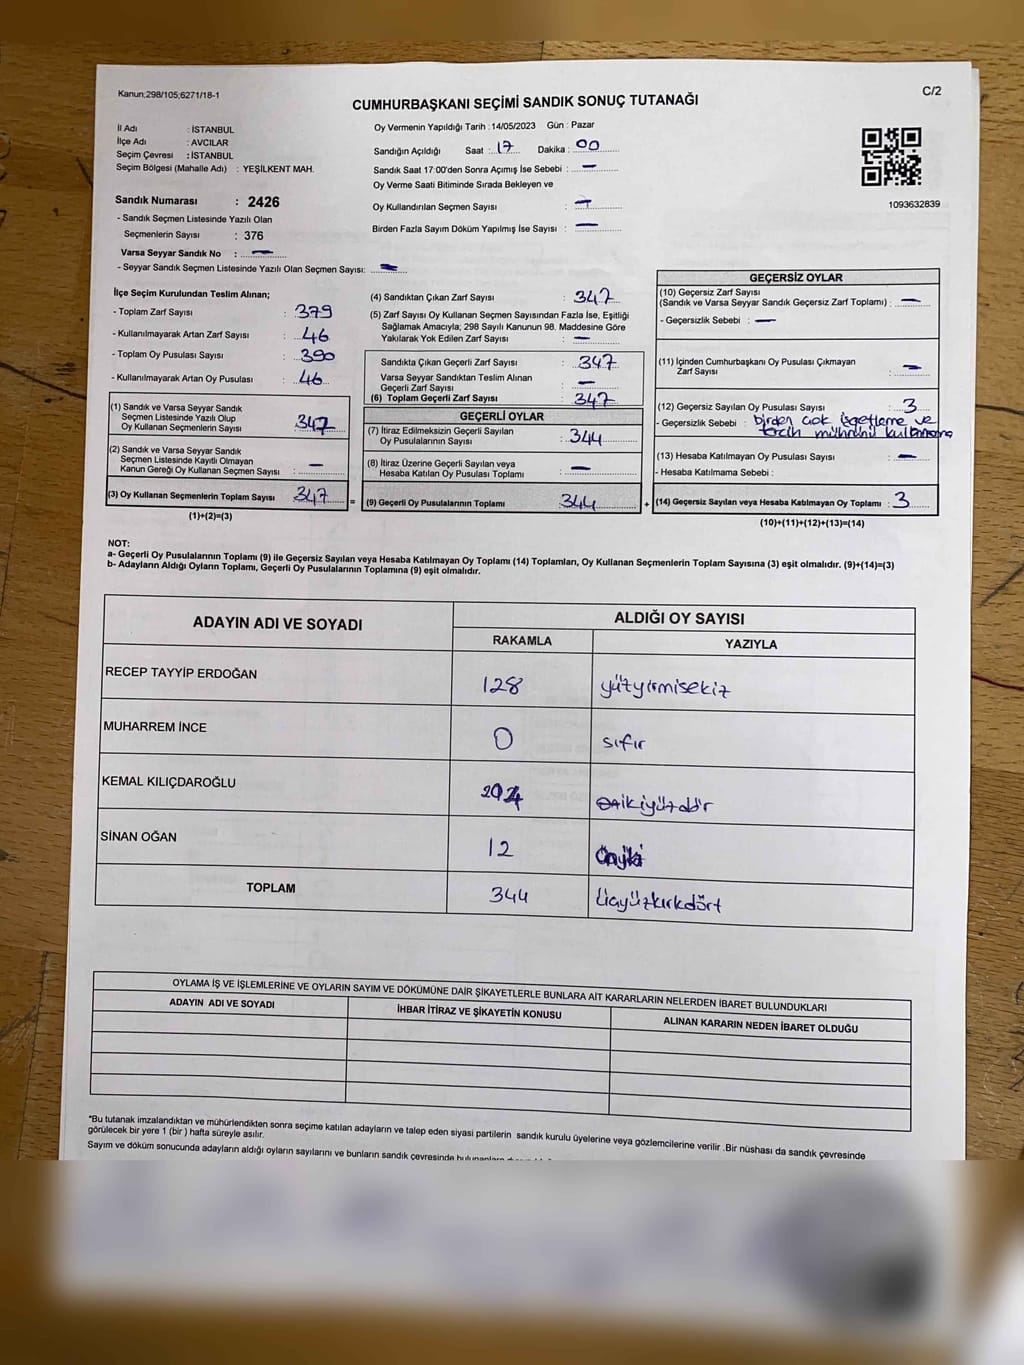 Kanun:298/105;6271/18-1
C/2
CUMHURBAŞKANI SEÇİMİ SANDIK SONUÇ TUTANAĞI
İl Adı : İSTANBUL
İlçe Adı : AVCILAR
Seçim Çevresi : İSTANBUL
Seçim Bölgesi (Mahalle Adı) : YEŞİLKENT MAH.
Sandık Numarası : 2426
- Sandık Seçmen Listesinde Yazılı Olan
Seçmenlerin Sayısı : 376
Varsa Seyyar Sandık No : —
- Seyyar Sandık Seçmen Listesinde Yazılı Olan Seçmen Sayısı: —
Oy Vermenin Yapıldığı Tarih : 14/05/2023 Gün : Pazar
Sandığın Açıldığı Saat : 17 Dakika : 00
Sandık Saat 17:00'den Sonra Açımış İse Sebebi : —
Oy Verme Saati Bitiminde Sırada Bekleyen ve
Oy Kullandırılan Seçmen Sayısı : —
Birden Fazla Sayım Döküm Yapılmış İse Sayısı : —
1093632839
İlçe Seçim Kurulundan Teslim Alınan;
- Toplam Zarf Sayısı : 379
- Kullanılmayarak Artan Zarf Sayısı : 46
- Toplam Oy Pusulası Sayısı : 390
- Kullanılmayarak Artan Oy Pusulası : 46
(1) Sandık ve Varsa Seyyar Sandık
Seçmen Listesinde Yazılı Olup
Oy Kullanan Seçmenlerin Sayısı : 347
(2) Sandık ve Varsa Seyyar Sandık
Seçmen Listesinde Kayıtlı Olmayan
Kanun Gereği Oy Kullanan Seçmen Sayısı : —
(3) Oy Kullanan Seçmenlerin Toplam Sayısı 347 =
(1)+(2)=(3)
(4) Sandıktan Çıkan Zarf Sayısı : 347
(5) Zarf Sayısı Oy Kullanan Seçmen Sayısından Fazla İse, Eşitliği
Sağlamak Amacıyla; 298 Sayılı Kanunun 98. Maddesine Göre
Yakılarak Yok Edilen Zarf Sayısı : —
Sandıkta Çıkan Geçerli Zarf Sayısı : 347
Varsa Seyyar Sandıktan Teslim Alınan
Geçerli Zarf Sayısı : —
(6) Toplam Geçerli Zarf Sayısı : 347
GEÇERLİ OYLAR
(7) İtiraz Edilmeksizin Geçerli Sayılan
Oy Pusulalarının Sayısı : 344
(8) İtiraz Üzerine Geçerli Sayılan veya
Hesaba Katılan Oy Pusulası Toplamı : —
(9) Geçerli Oy Pusulalarının Toplamı : 344 +
GEÇERSİZ OYLAR
(10) Geçersiz Zarf Sayısı
(Sandık ve Varsa Seyyar Sandık Geçersiz Zarf Toplamı) : —
- Geçersizlik Sebebi : —
(11) İçinden Cumhurbaşkanı Oy Pusulası Çıkmayan
Zarf Sayısı : —
(12) Geçersiz Sayılan Oy Pusulası Sayısı : 3
- Geçersizlik Sebebi : birden çok işaretleme ve
tercih mührünü
(13) Hesaba Katılmayan Oy Pusulası Sayısı : —
- Hesaba Katılmama Sebebi :
(14) Geçersiz Sayılan veya Hesaba Katılmayan Oy Toplamı : 3
(10)+(11)+(12)+(13)=(14)
NOT:
a- Geçerli Oy Pusulalarının Toplamı (9) ile Geçersiz Sayılan veya Hesaba Katılmayan Oy Toplamı (14) Toplamları, Oy Kullanan Seçmenlerin Toplam Sayısına (3) eşit olmalıdır. (9)+(14)=(3)
b- Adayların Aldığı Oyların Toplamı, Geçerli Oy Pusulalarının Toplamına (9) eşit olmalıdır.
ADAYIN ADI VE SOYADI
ALDIĞI OY SAYISI
RAKAMLA YAZIYLA
RECEP TAYYİP ERDOĞAN 128 yüzyirmisekiz
MUHARREM İNCE 0 sıfır
KEMAL KILIÇDAROĞLU 204 ikiyüzdör
SİNAN OĞAN 12 Oniki
TOPLAM 344 üçyüzkırkdört
OYLAMA İŞ VE İŞLEMLERİNE VE OYLARIN SAYIM VE DÖKÜMÜNE DAİR ŞİKAYETLERLE BUNLARA AİT KARARLARIN NELERDEN İBARET BULUNDUKLARI
ADAYIN ADI VE SOYADI İHBAR İTİRAZ VE ŞİKAYETİN KONUSU ALINAN KARARIN NEDEN İBARET OLDUĞU
*Bu tutanak imzalandıktan ve mühürlendikten sonra seçime katılan adayların ve talep eden siyasi partilerin sandık kurulu üyelerine veya gözlemcilerine verilir .Bir nüshası da sandık çevresinde
görülecek bir yere 1 (bir ) hafta süreyle asılır.
Sayım ve döküm sonucunda adayların aldığı oyların sayılarını ve bunların sandık çevresinde